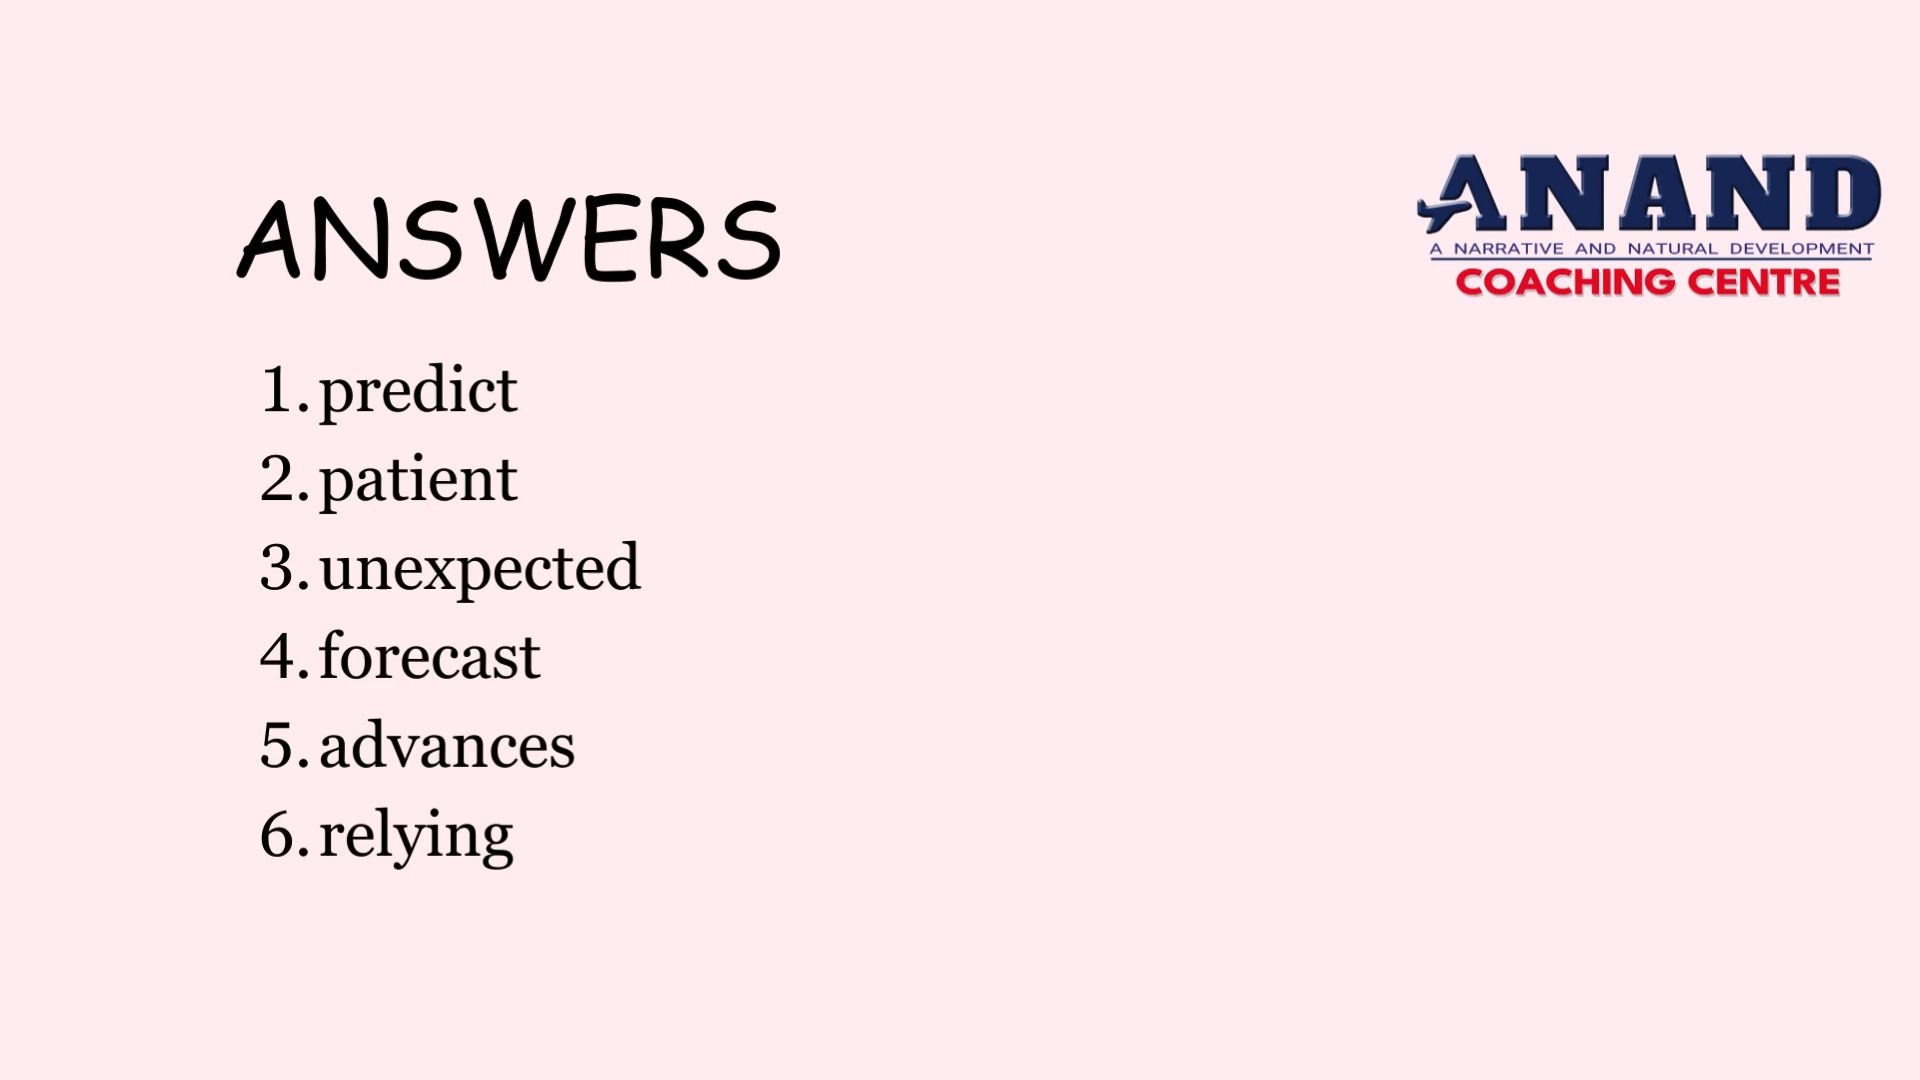 ANSWERS
ANAND
A NARRATIVE AND NATURAL DEVELOPMENT
COACHING CENTRE
1. predict
2. patient
3. unexpected
4. forecast
5. advances
6. relying